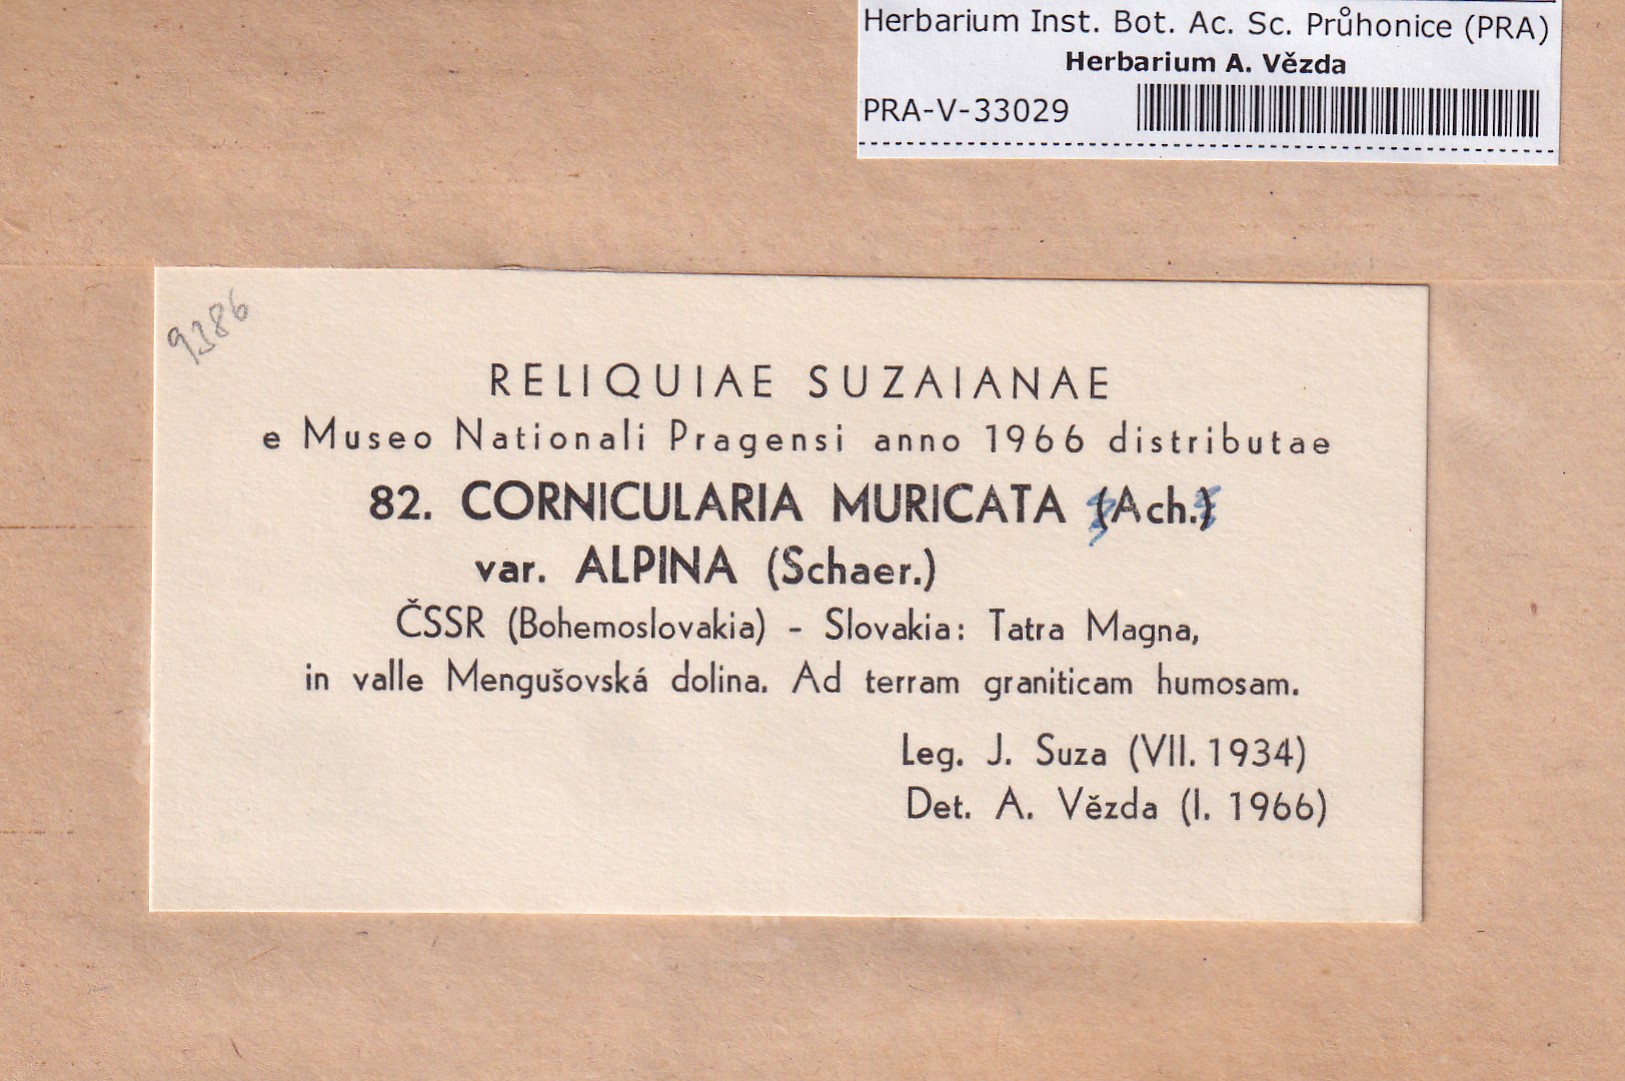 Herbarium Inst. Bot. Ac. Sc. Průhonice (PRA)
Herbarium A. Vězda
PRA-V-33029
9386
RELIQUIAE SUZAIANAE
e Museo Nationali Pragensi anno 1966 distributae
82. CORNICULARIA MURICATA (Ach.)
var. ALPINA (Schaer.)
ČSSR (Bohemoslovakia) - Slovakia: Tatra Magna,
in valle Mengušovská dolina. Ad terram graniticam humosam.
Leg. J. Suza (VII. 1934)
Det. A. Vězda (I. 1966)